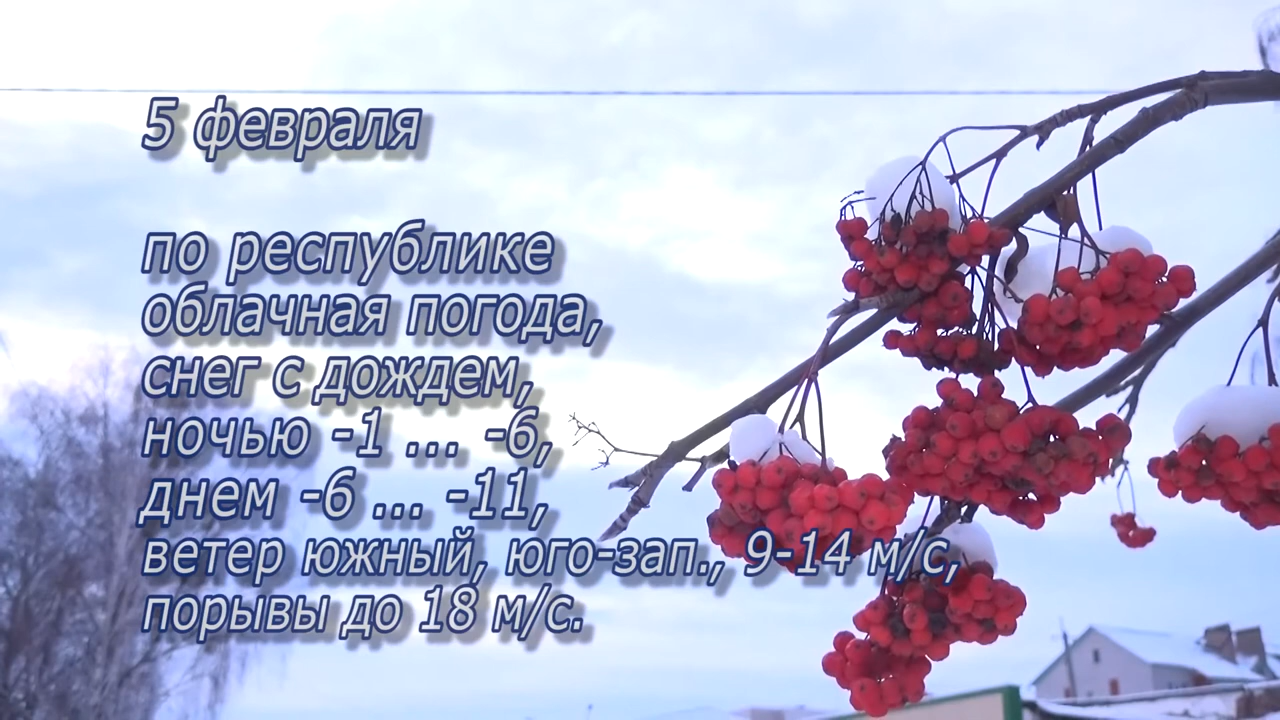 5 февраля
по республике
облачная погода,
снег с дождем,
ночью -1 ... -6,
днем -6 ... -11,
ветер южный, юго-зап., 9-14 м/с,
порывы до 18 м/с.